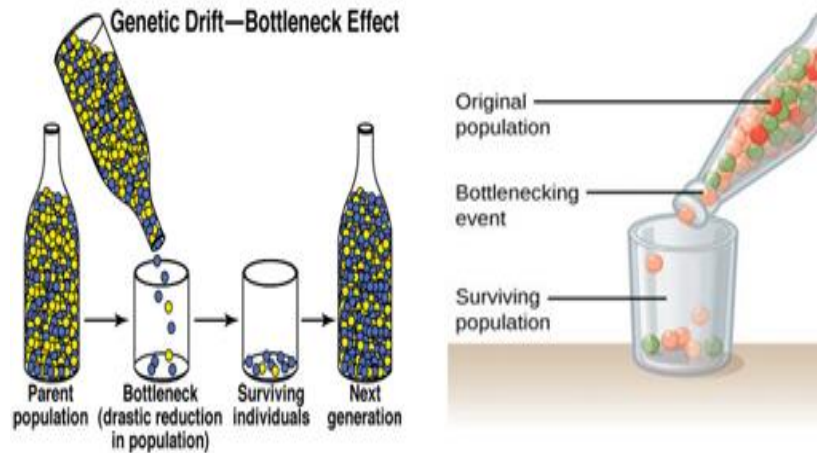 Genetic Drift—Bottleneck Effect
Parent
population
Bottleneck
(drastic reduction
in population)
Surviving
individuals
Next
generation
Original
population
Bottlenecking
event
Surviving
population